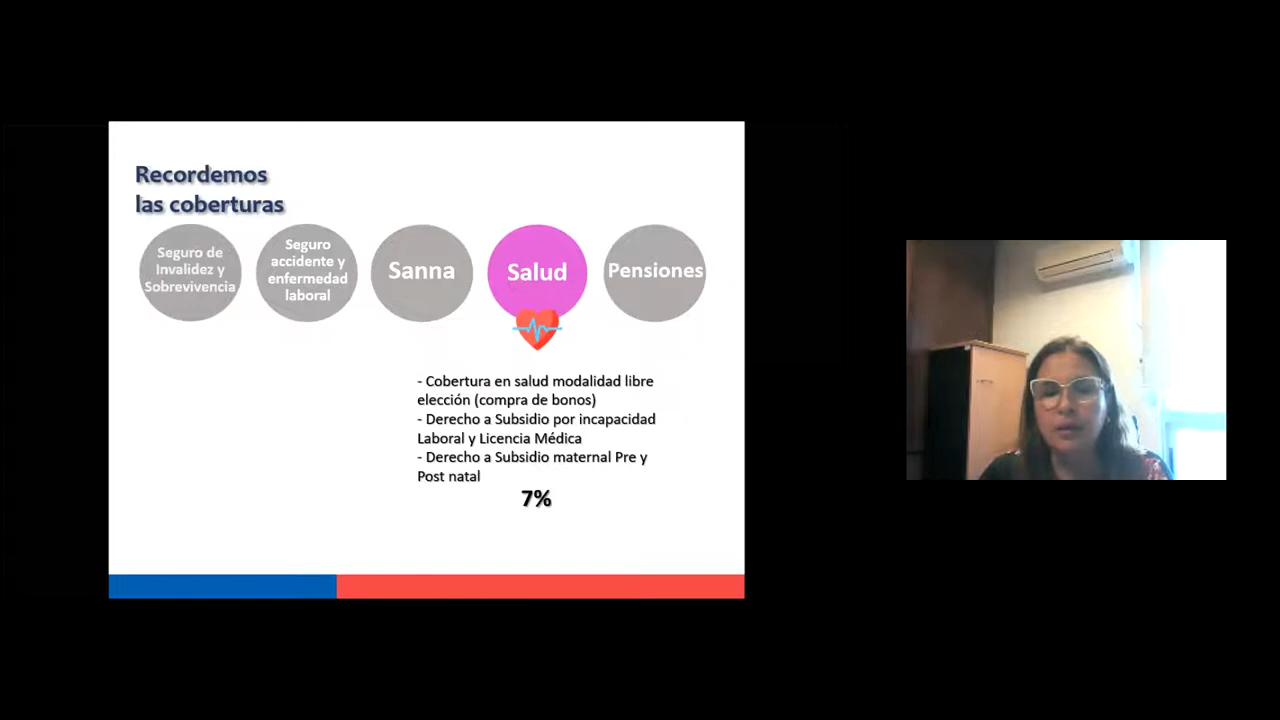 Recordemos
las coberturas
Seguro de
Invalidez y
Sobrevivencia
Seguro
accidente y
enfermedad
laboral
Sanna
Salud
Pensiones
- Cobertura en salud modalidad libre
elección (compra de bonos)
- Derecho a Subsidio por incapacidad
Laboral y Licencia Médica
- Derecho a Subsidio maternal Pre y
Post natal
7%